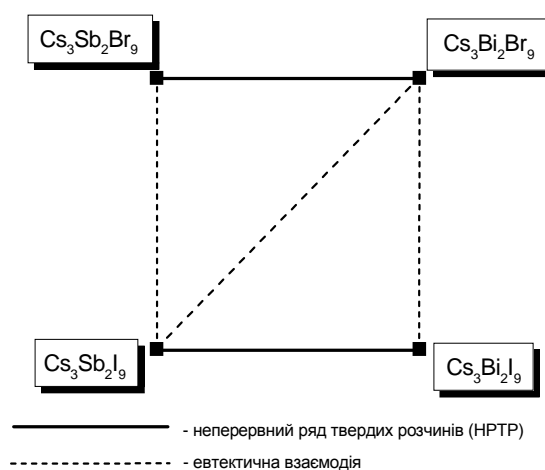 Cs₃Sb₂Br₉
Cs₃Bi₂Br₉
Cs₃Sb₂I₉
Cs₃Bi₂I₉
- неперервний ряд твердих розчинів (НРТР)
- евтектична взаємодія